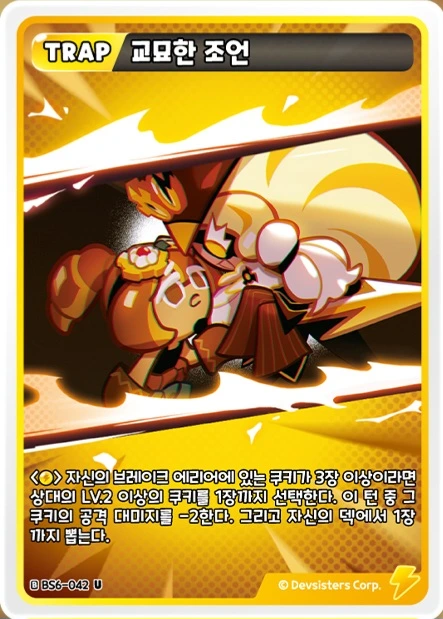 TRAP 교묘한 조언
< > 자신의 브레이크 에리어에 있는 쿠키가 3장 이상이라면
상대의 LV.2 이상의 쿠키를 1장까지 선택한다. 이 턴 중 그
쿠키의 공격 대미지를 -2한다. 그리고 자신의 덱에서 1장
까지 뽑는다.
D BS6-042 U
© Devsisters Corp.